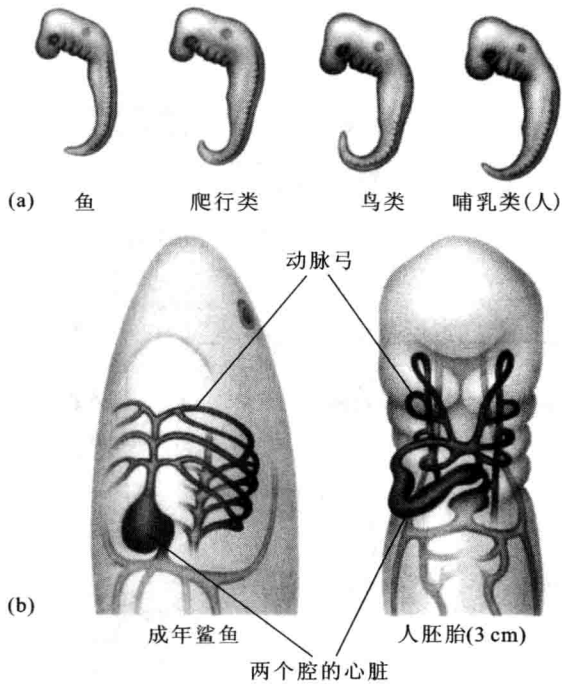 (a) 鱼 爬行类 鸟类 哺乳类(人)
动脉弓
(b)
成年鲨鱼 人胚胎(3 cm)
两个腔的心脏